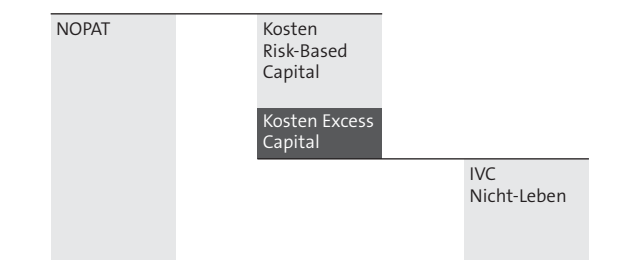 NOPAT
Kosten
Risk-Based
Capital
Kosten Excess
Capital
IVC
Nicht-Leben